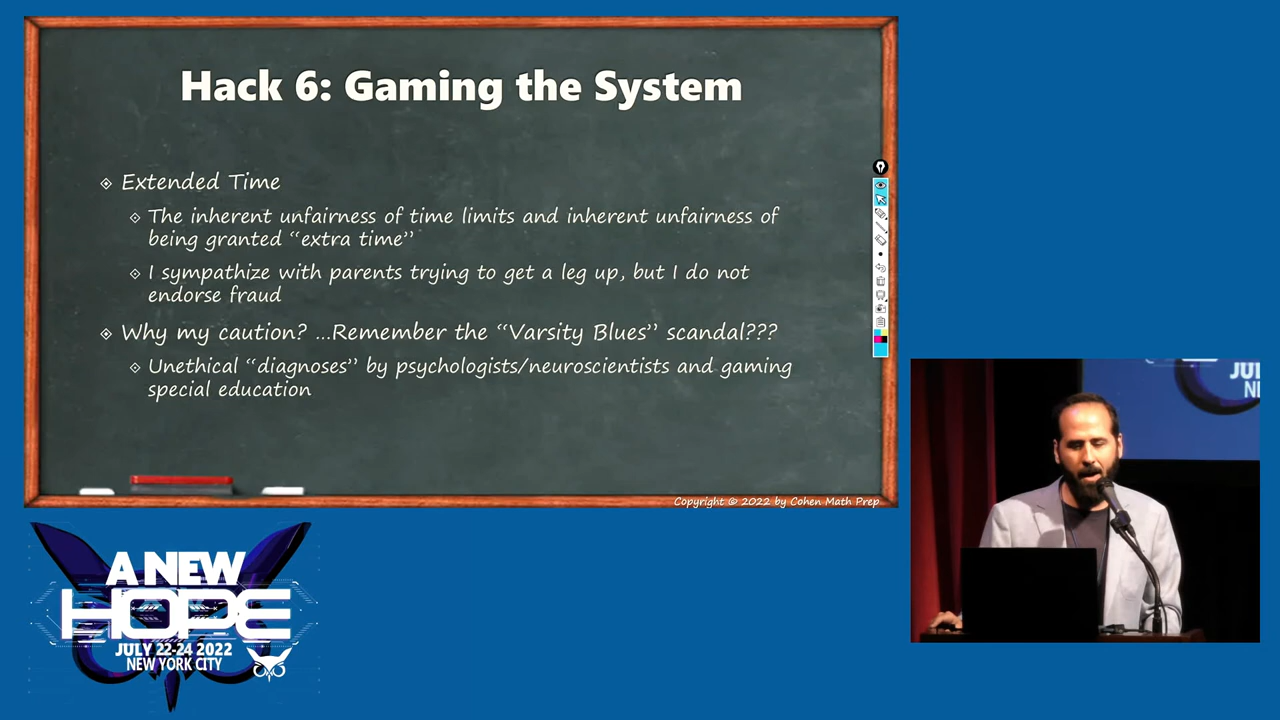 Hack 6: Gaming the System
Extended Time
The inherent unfairness of time limits and inherent unfairness of
being granted “extra time”
I sympathize with parents trying to get a leg up, but I do not
endorse fraud
Why my caution? ...Remember the “Varsity Blues” scandal???
Unethical “diagnoses” by psychologists/neuroscientists and gaming
special education
Copyright © 2022 by Cohen Math Prep
A NEW
HOPE
JULY 22-24 2022
NEW YORK CITY